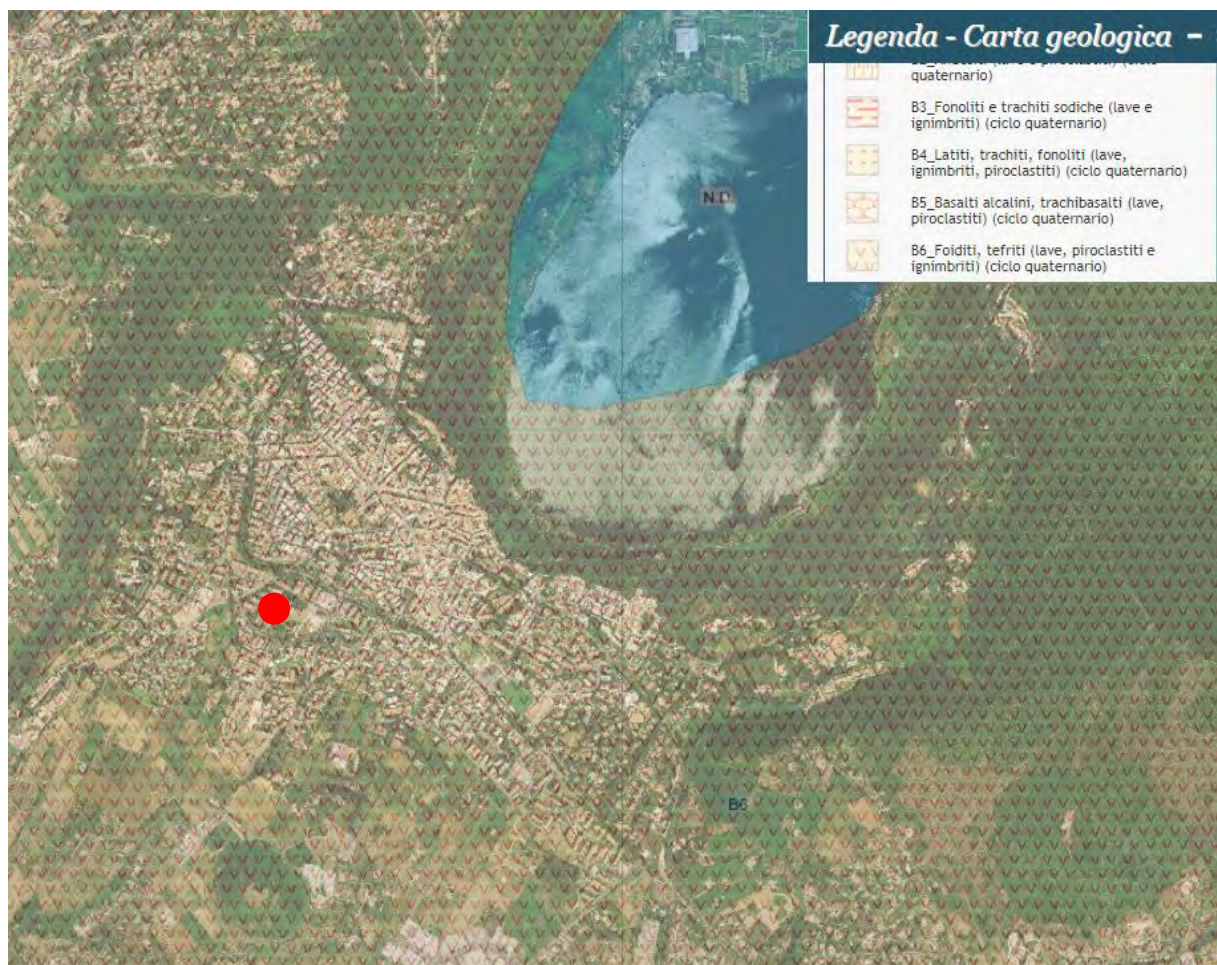 Legenda - Carta geologica –
quaternario)
B3_Fonoliti e trachiti sodiche (lave e
ignimbriti) (ciclo quaternario)
B4_Latiti, trachiti, fonoliti (lave,
ignimbriti, piroclastiti) (ciclo quaternario)
B5_Basalti alcalini, trachibasalti (lave,
piroclastiti) (ciclo quaternario)
B6_Foiditi, tefriti (lave, piroclastiti e
ignimbriti) (ciclo quaternario)
N.D.
B6